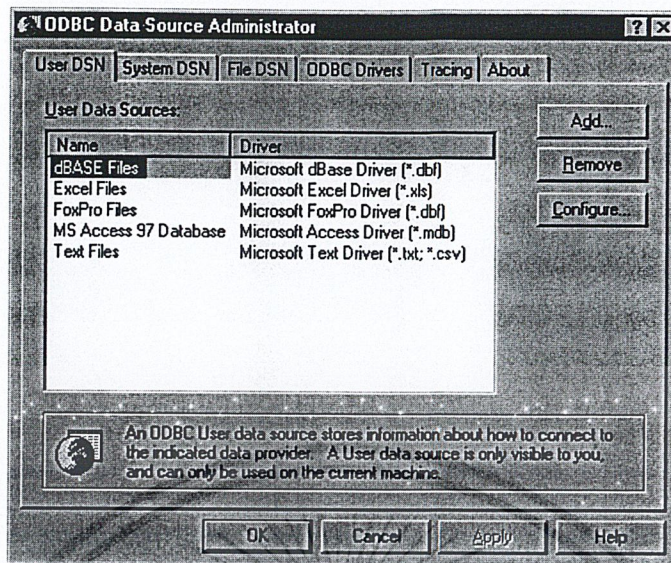 ODBC Data Source Administrator
User DSN System DSN File DSN ODBC Drivers Tracing About
User Data Sources:
Name Driver
dBASE Files Microsoft dBase Driver (*.dbf)
Excel Files Microsoft Excel Driver (*.xls)
FoxPro Files Microsoft FoxPro Driver (*.dbf)
MS Access 97 Database Microsoft Access Driver (*.mdb)
Text Files Microsoft Text Driver (*.txt; *.csv)
Add...
Remove
Configure...
An ODBC User data source stores information about how to connect to
the indicated data provider. A User data source is only visible to you,
and can only be used on the current machine.
OK Cancel Apply Help